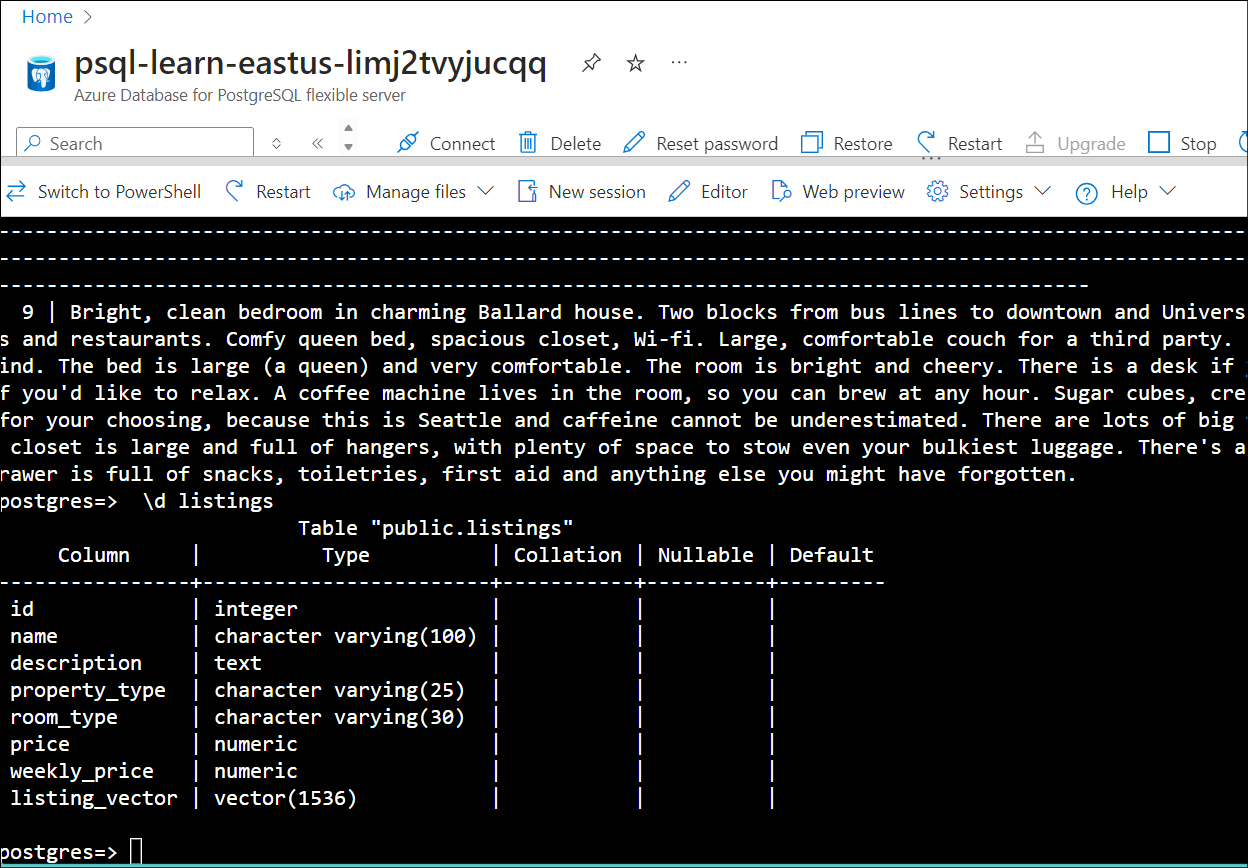 Home >
psql-learn-eastus-limj2tvyjucqq ...
Azure Database for PostgreSQL flexible server
Search Connect Delete Reset password Restore Restart Upgrade Stop
Switch to PowerShell Restart Manage files New session Editor Web preview Settings Help
---------------------------------------------------------------------------------------------------------
---------------------------------------------------------------------------------------------------------
-------------------------------------------------------------------------------------------
  9 | Bright, clean bedroom in charming Ballard house. Two blocks from bus lines to downtown and Univers
s and restaurants. Comfy queen bed, spacious closet, Wi-fi. Large, comfortable couch for a third party.
ind. The bed is large (a queen) and very comfortable. The room is bright and cheery. There is a desk if
f you'd like to relax. A coffee machine lives in the room, so you can brew at any hour. Sugar cubes, cre
for your choosing, because this is Seattle and caffeine cannot be underestimated. There are lots of big
 closet is large and full of hangers, with plenty of space to stow even your bulkiest luggage. There's a
rawer is full of snacks, toiletries, first aid and anything else you might have forgotten.
postgres=>  \d listings
                         Table "public.listings"
     Column     |          Type          | Collation | Nullable | Default
----------------+------------------------+-----------+----------+---------
 id             | integer                |           |          |
 name           | character varying(100) |           |          |
 description    | text                   |           |          |
 property_type  | character varying(25)  |           |          |
 room_type      | character varying(30)  |           |          |
 price          | numeric                |           |          |
 weekly_price   | numeric                |           |          |
 listing_vector | vector(1536)           |           |          |
postgres=>